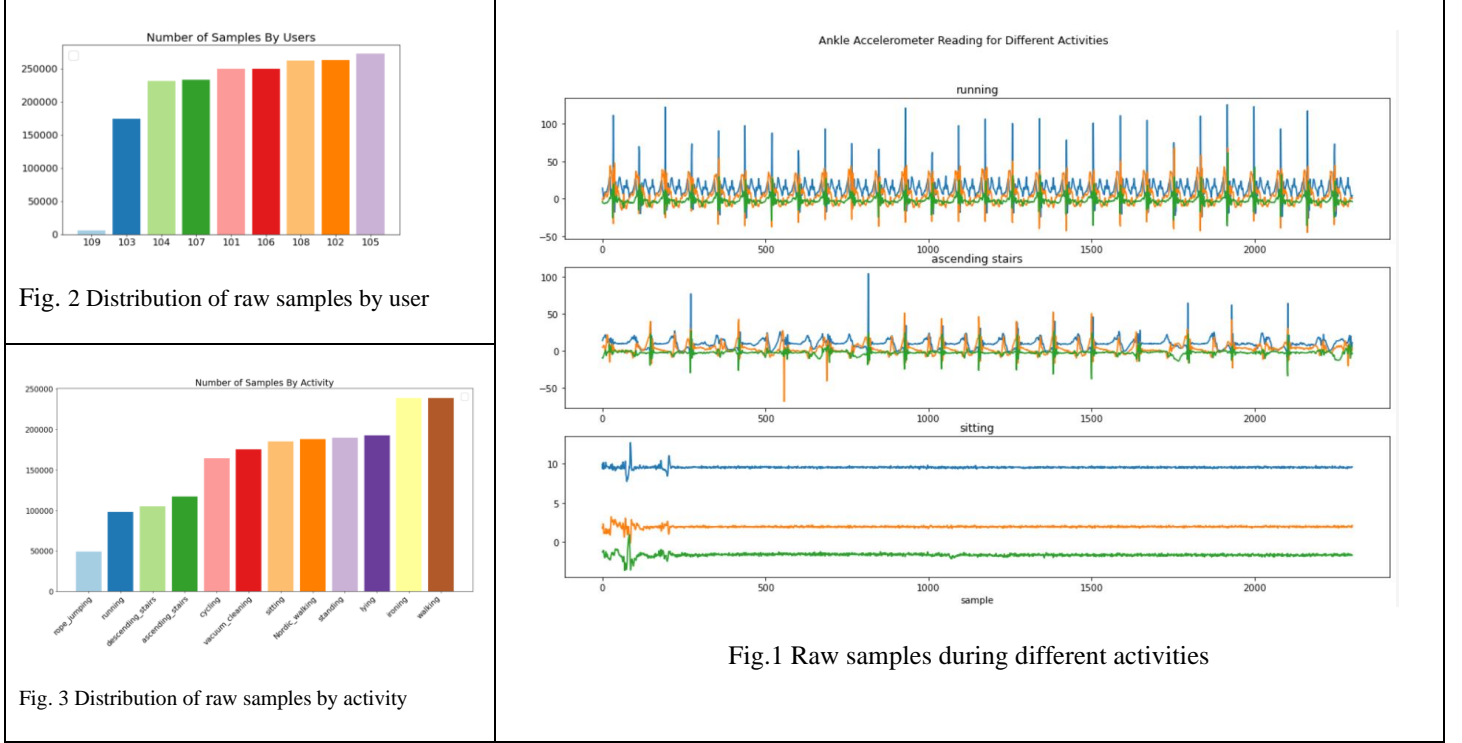 Number of Samples By Users
250000
200000
150000
100000
50000
0
109 103 104 107 101 106 108 102 105
Fig. 2 Distribution of raw samples by user
Number of Samples By Activity
250000
200000
150000
100000
50000
0
rope_jumping running descending_stairs ascending_stairs cycling vacuum_cleaning sitting Nordic_walking standing lying ironing walking
Fig. 3 Distribution of raw samples by activity
Ankle Accelerometer Reading for Different Activities
running
100
50
0
−50
0 500 1000 1500 2000
ascending stairs
100
50
0
−50
0 500 1000 1500 2000
sitting
10
5
0
0 500 1000 1500 2000
sample
Fig.1 Raw samples during different activities